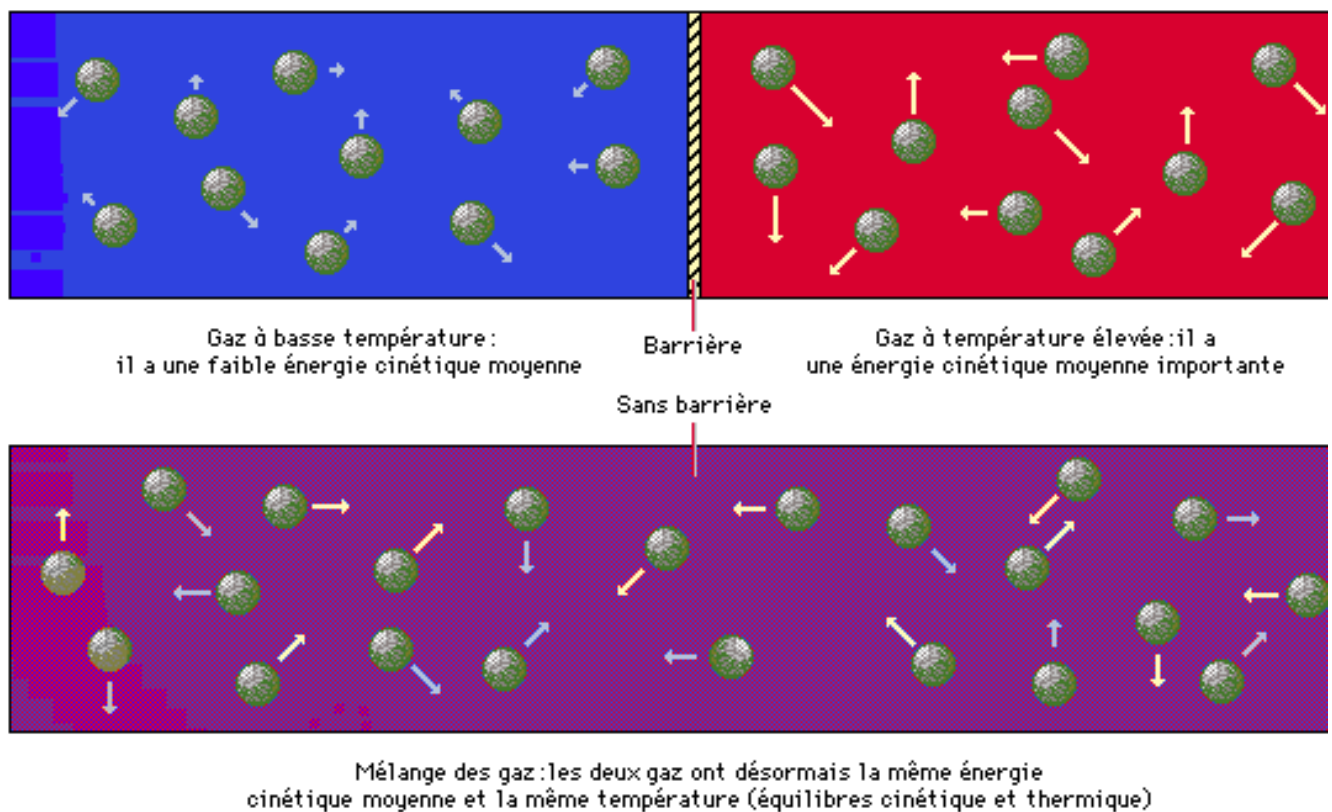 Gaz à basse température :
il a une faible énergie cinétique moyenne
Barrière
Gaz à température élevée : il a
une énergie cinétique moyenne importante
Sans barrière
Mélange des gaz : les deux gaz ont désormais la même énergie
cinétique moyenne et la même température (équilibres cinétique et thermique)